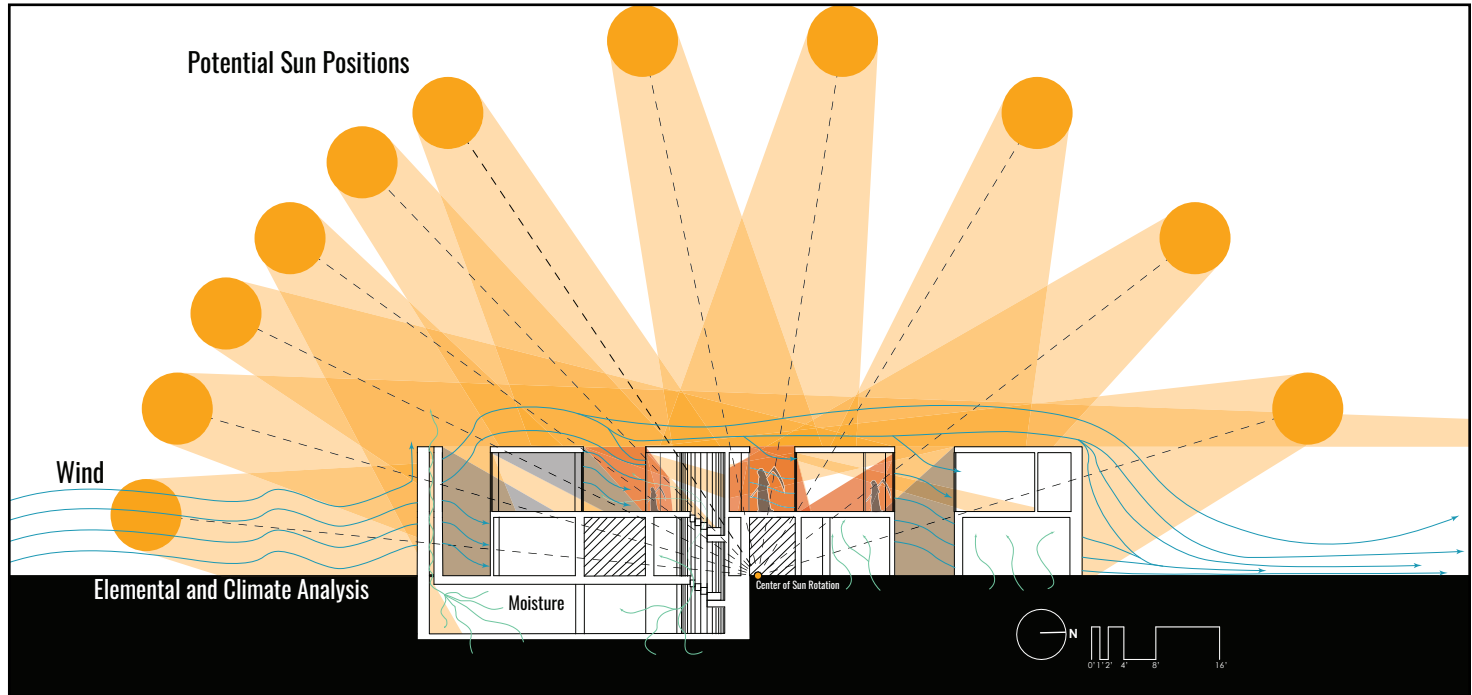 Potential Sun Positions
Wind
Elemental and Climate Analysis
Moisture
Center of Sun Rotation
N
0' 1' 2' 4' 8' 16'